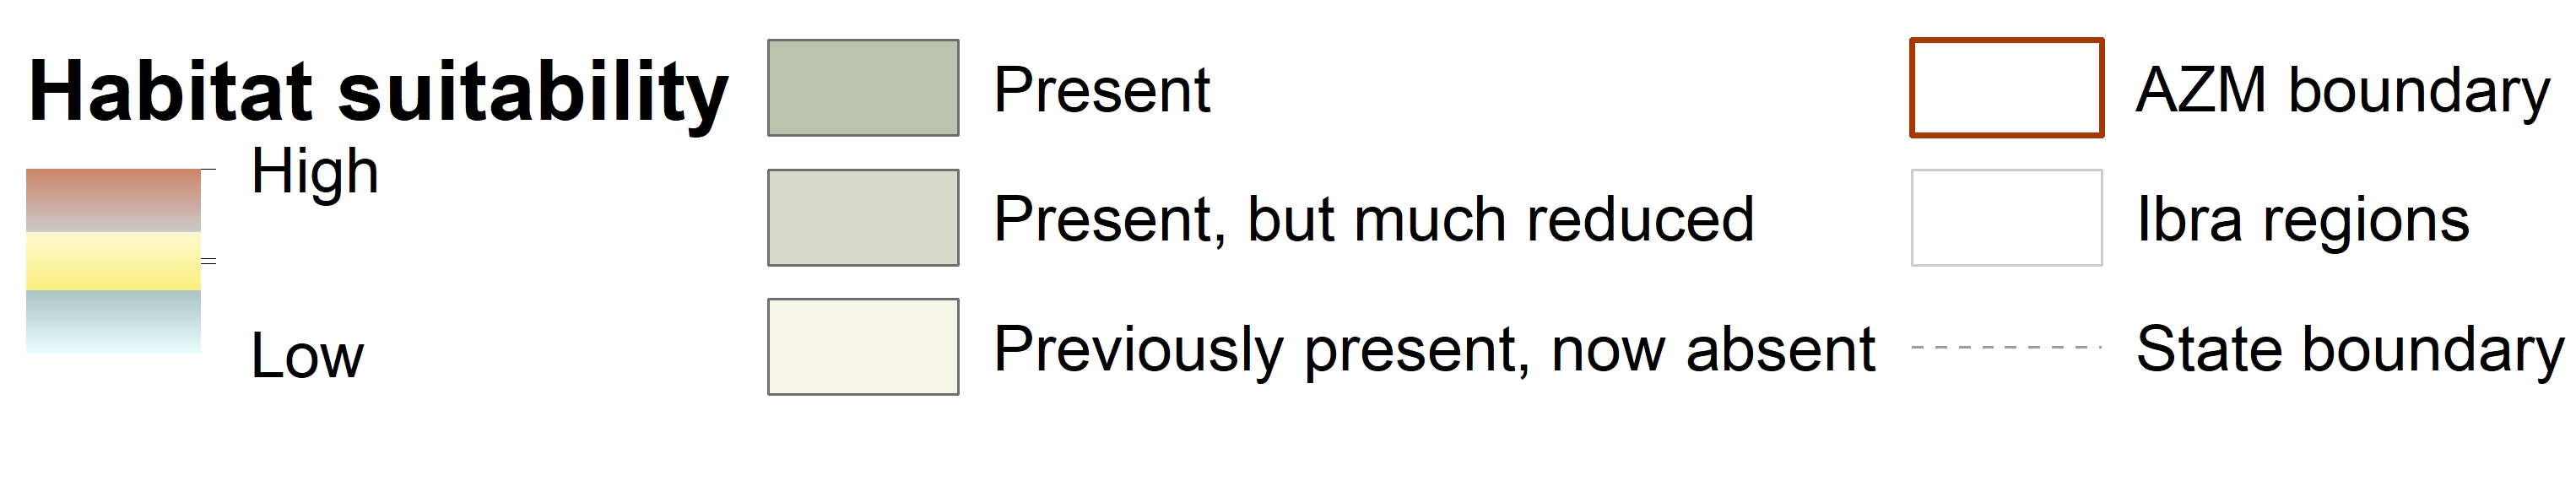 Habitat suitability
High
Low
Present
Present, but much reduced
Previously present, now absent
AZM boundary
Ibra regions
State boundary